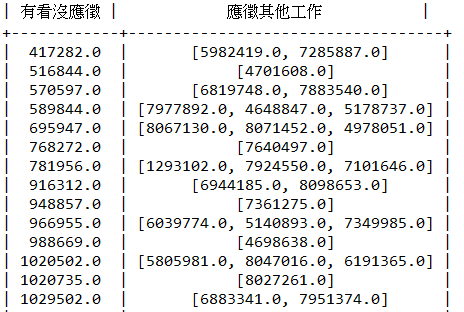 | 有看沒應徵 | 應徵其他工作 |
+------------+--------------------------------+
| 417282.0 | [5982419.0, 7285887.0] |
| 516844.0 | [4701608.0] |
| 570597.0 | [6819748.0, 7883540.0] |
| 589844.0 | [7977892.0, 4648847.0, 5178737.0] |
| 695947.0 | [8067130.0, 8071452.0, 4978051.0] |
| 768272.0 | [7640497.0] |
| 781956.0 | [1293102.0, 7924550.0, 7101646.0] |
| 916312.0 | [6944185.0, 8098653.0] |
| 948857.0 | [7361275.0] |
| 966955.0 | [6039774.0, 5140893.0, 7349985.0] |
| 988669.0 | [4698638.0] |
| 1020502.0 | [5805981.0, 8047016.0, 6191365.0] |
| 1020735.0 | [8027261.0] |
| 1029502.0 | [6883341.0, 7951374.0] |